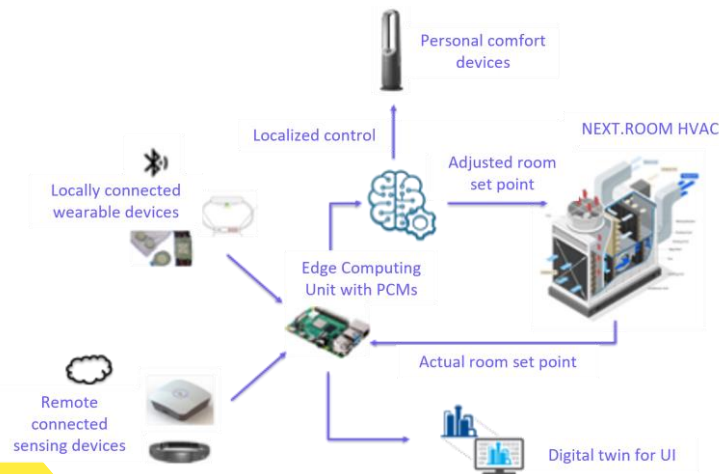 Personal comfort
devices
NEXT.ROOM HVAC
Localized control
Adjusted room
set point
Locally connected
wearable devices
Edge Computing
Unit with PCMs
Actual room set point
Remote
connected
sensing devices
Digital twin for UI